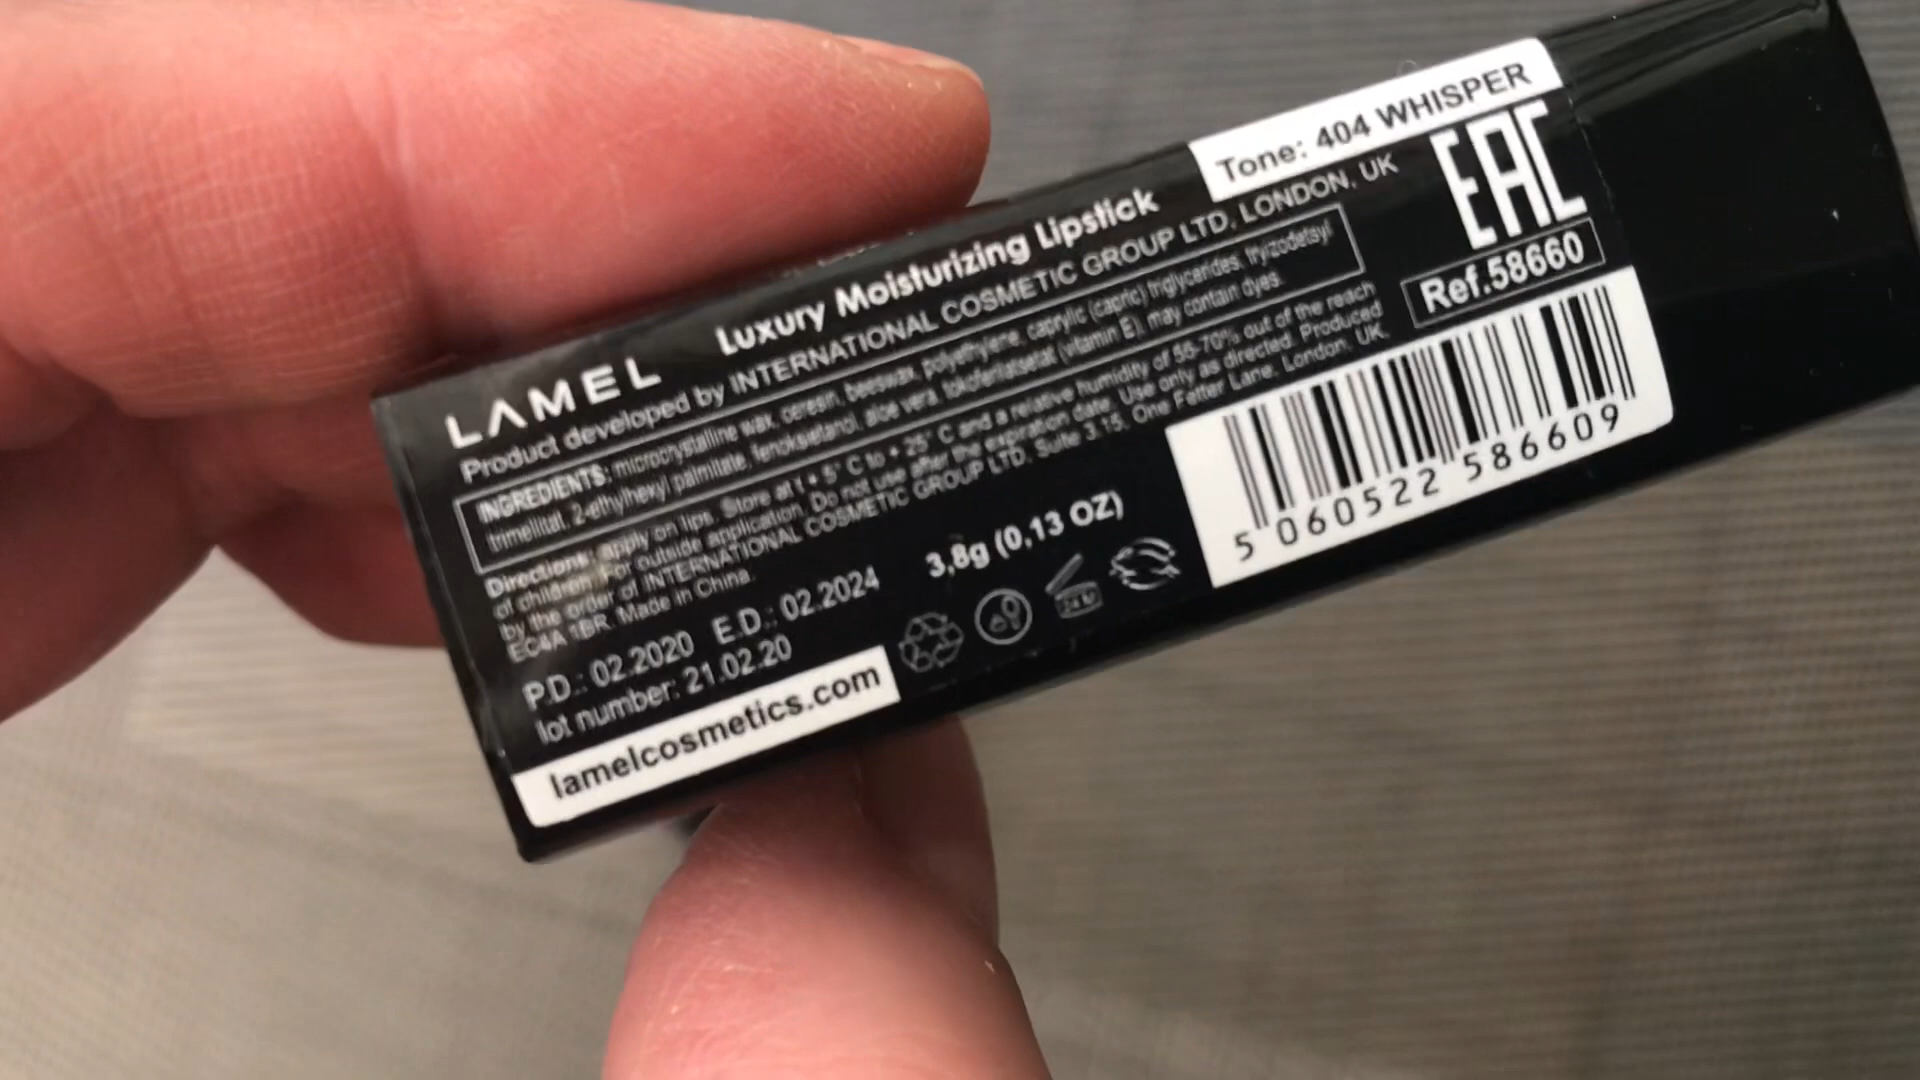 Tone: 404 WHISPER
LAMEL Luxury Moisturizing Lipstick
Product developed by INTERNATIONAL COSMETIC GROUP LTD, LONDON, UK
INGREDIENTS: microcrystalline wax, ceresin, beeswax, polyethylene, caprylic (capric) triglycerides, tryizodetsyl
trimellitat, 2-ethylhexyl palmitate, fenoksietanol, aloe vera, tokoferilatsetat (vitamin E), may contain dyes.
Directions: apply on lips. Store at t + 5° C to + 25° C and a relative humidity of 55-70% out of the reach
of children. For outside application. Do not use after the expiration date. Use only as directed. Produced
by the order of INTERNATIONAL COSMETIC GROUP LTD. Suite 3.15, One Fetter Lane, London, UK,
EC4A 1BR. Made in China.
P.D.: 02.2020 E.D.: 02.2024
lot number: 21.02.20
lamelcosmetics.com
3,8g (0,13 OZ)
24 M
EAC
Ref.58660
5 060522 586609